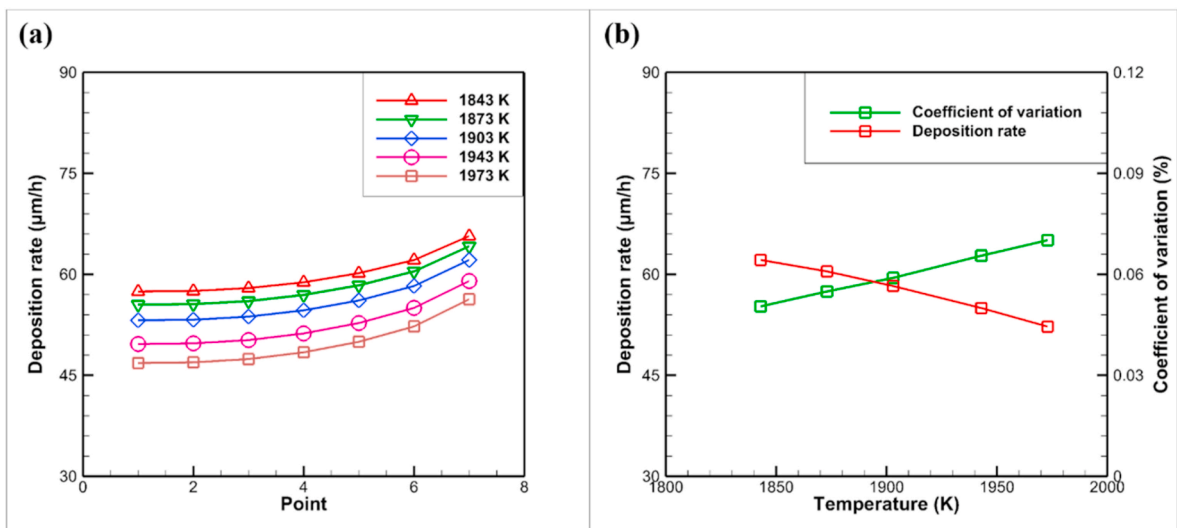 (a)
90
75
60
45
30
0
2
4
6
8
Deposition rate (μm/h)
Point
1843 K
1873 K
1903 K
1943 K
1973 K
(b)
90
75
60
45
30
1800
1850
1900
1950
2000
0.12
0.09
0.06
0.03
0
Deposition rate (μm/h)
Temperature (K)
Coefficient of variation (%)
Coefficient of variation
Deposition rate